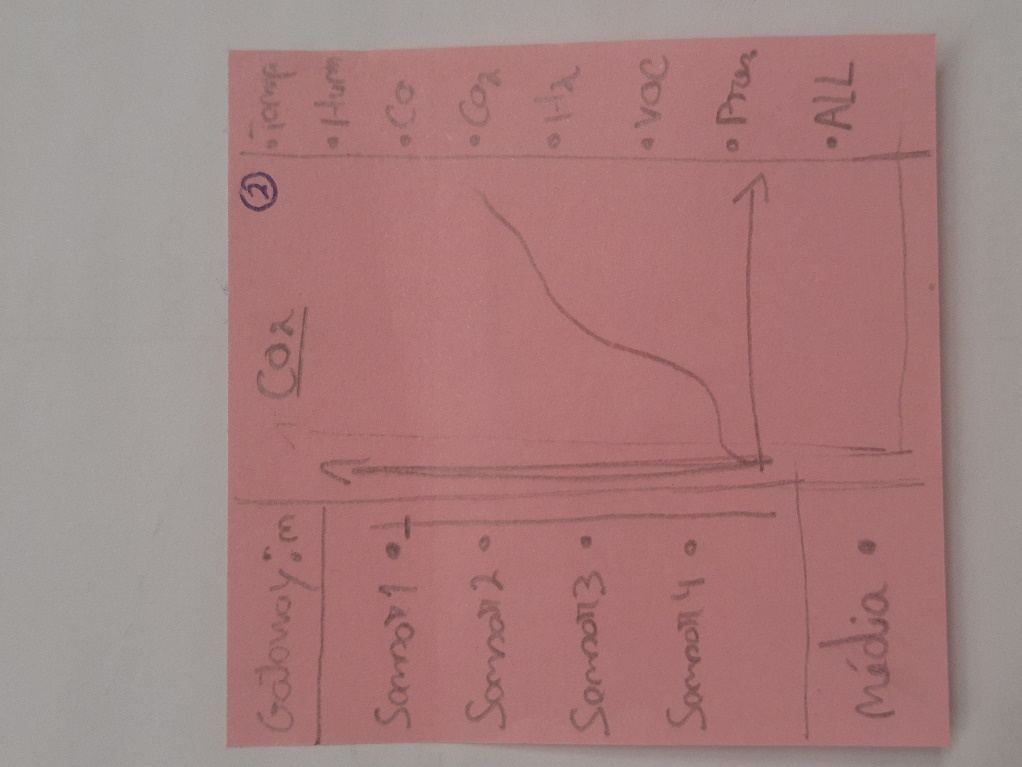 Gateway: m
Sensor 1
Sensor 2
Sensor 3
Sensor 4
Média
CO2
2
Temp
Hum
CO
CO2
H2
VOC
Pres
ALL